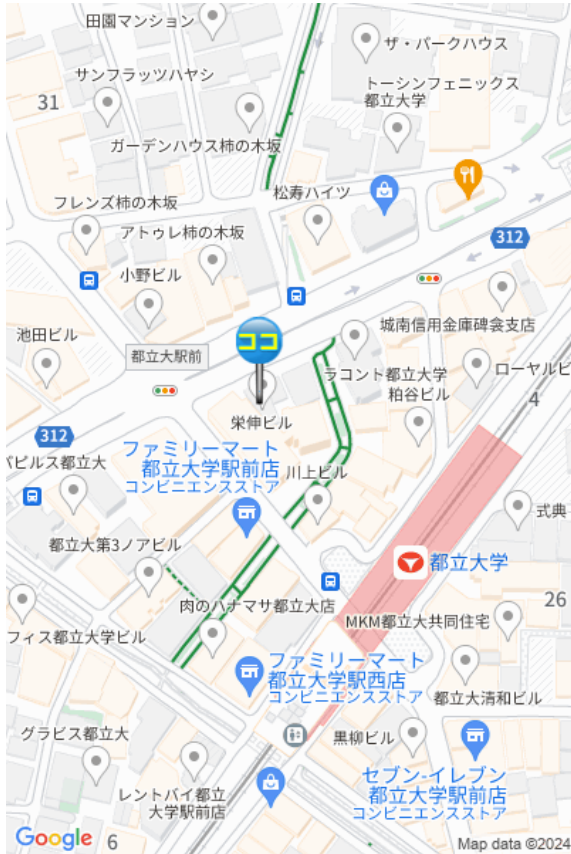 田園マンション
ザ・パークハウス
サンフラッツハヤシ
トーシンフェニックス
都立大学
31
ガーデンハウス柿の木坂
フレンズ柿の木坂
松寿ハイツ
アトゥレ柿の木坂
312
小野ビル
池田ビル
ココ
城南信用金庫碑衾支店
都立大駅前
ラコント都立大学
ローヤルビ
粕谷ビル
4
栄伸ビル
312
ファミリーマート
都立大学駅前店
コンビニエンスストア
パピルス都立大
川上ビル
式典
都立大第3ノアビル
都立大学
肉のハナマサ都立大店
26
MKM都立大共同住宅
フィス都立大学ビル
ファミリーマート
都立大学駅西店
コンビニエンスストア
都立大清和ビル
グラビス都立大
黒柳ビル
レントバイ都立
大学駅前店
セブン-イレブン
都立大学駅前店
コンビニエンスストア
Google
6
Map data ©2024